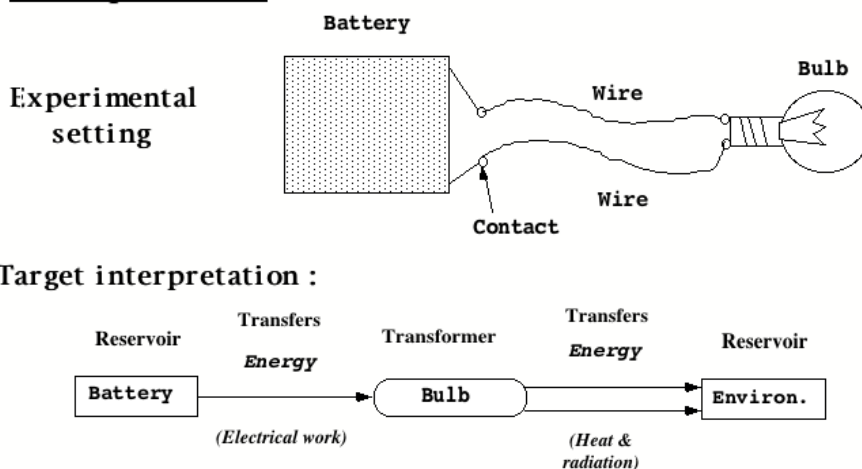 Battery
Experimental
setting
Wire
Bulb
Wire
Contact
Target interpretation :
Reservoir
Transfers
Energy
Transformer
Transfers
Energy
Reservoir
Battery
Bulb
Environ.
(Electrical work)
(Heat &
radiation)